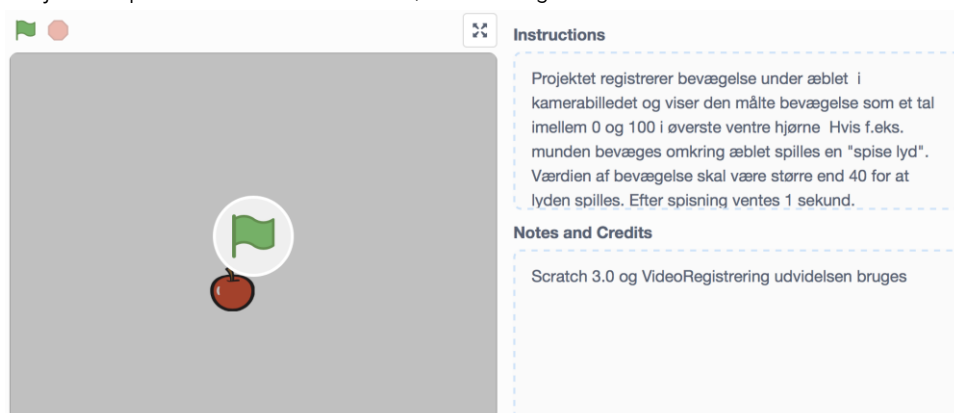 Instructions
Projektet registrerer bevægelse under æblet i
kamerabilledet og viser den målte bevægelse som et tal
imellem 0 og 100 i øverste ventre hjørne Hvis f.eks.
munden bevæges omkring æblet spilles en "spise lyd".
Værdien af bevægelse skal være større end 40 for at
lyden spilles. Efter spisning ventes 1 sekund.
Notes and Credits
Scratch 3.0 og VideoRegistrering udvidelsen bruges